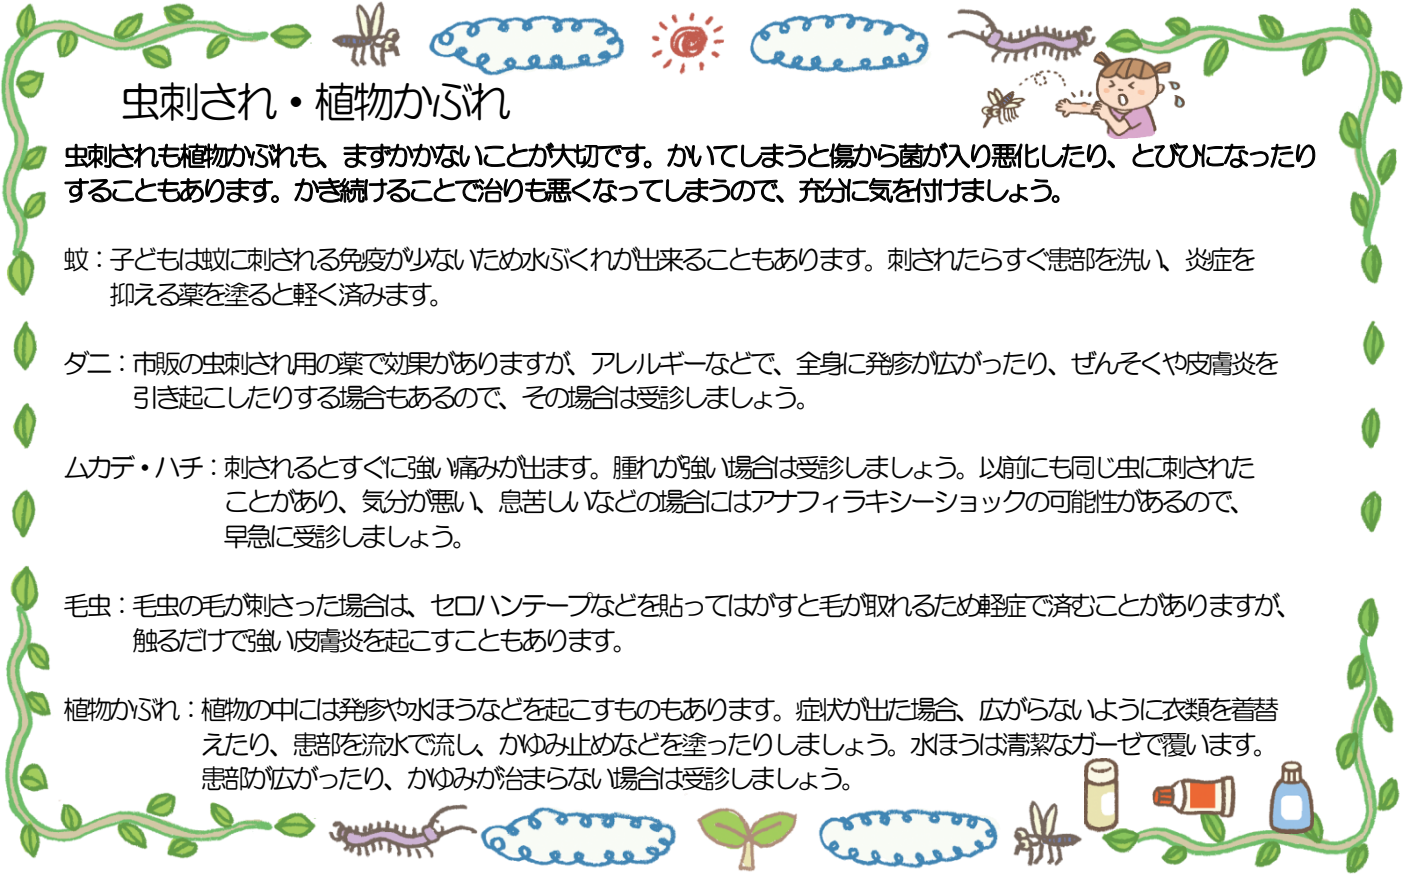 虫刺され・植物かぶれ
虫刺されも植物かぶれも、まずかかないことが大切です。かいてしまうと傷から菌が入り悪化したり、とびひになったり
することもあります。かき続けることで治りも悪くなってしまうので、充分に気を付けましょう。
蚊：子どもは蚊に刺される免疫が少ないため水ぶくれが出来ることもあります。刺されたらすぐ患部を洗い、炎症を
抑える薬を塗ると軽く済みます。
ダニ：市販の虫刺され用の薬で効果がありますが、アレルギーなどで、全身に発疹が広がったり、ぜんそくや皮膚炎を
引き起こしたりする場合もあるので、その場合は受診しましょう。
ムカデ・ハチ：刺されるとすぐに強い痛みが出ます。腫れが強い場合は受診しましょう。以前にも同じ虫に刺された
ことがあり、気分が悪い、息苦しいなどの場合にはアナフィラキシーショックの可能性があるので、
早急に受診しましょう。
毛虫：毛虫の毛が刺さった場合は、セロハンテープなどを貼ってはがすと毛が取れるため軽症で済むことがありますが、
触るだけで強い皮膚炎を起こすこともあります。
植物かぶれ：植物の中には発疹や水ほうなどを起こすものもあります。症状が出た場合、広がらないように衣類を着替
えたり、患部を流水で流し、かゆみ止めなどを塗ったりしましょう。水ほうは清潔なガーゼで覆います。
患部が広がったり、かゆみが治まらない場合は受診しましょう。